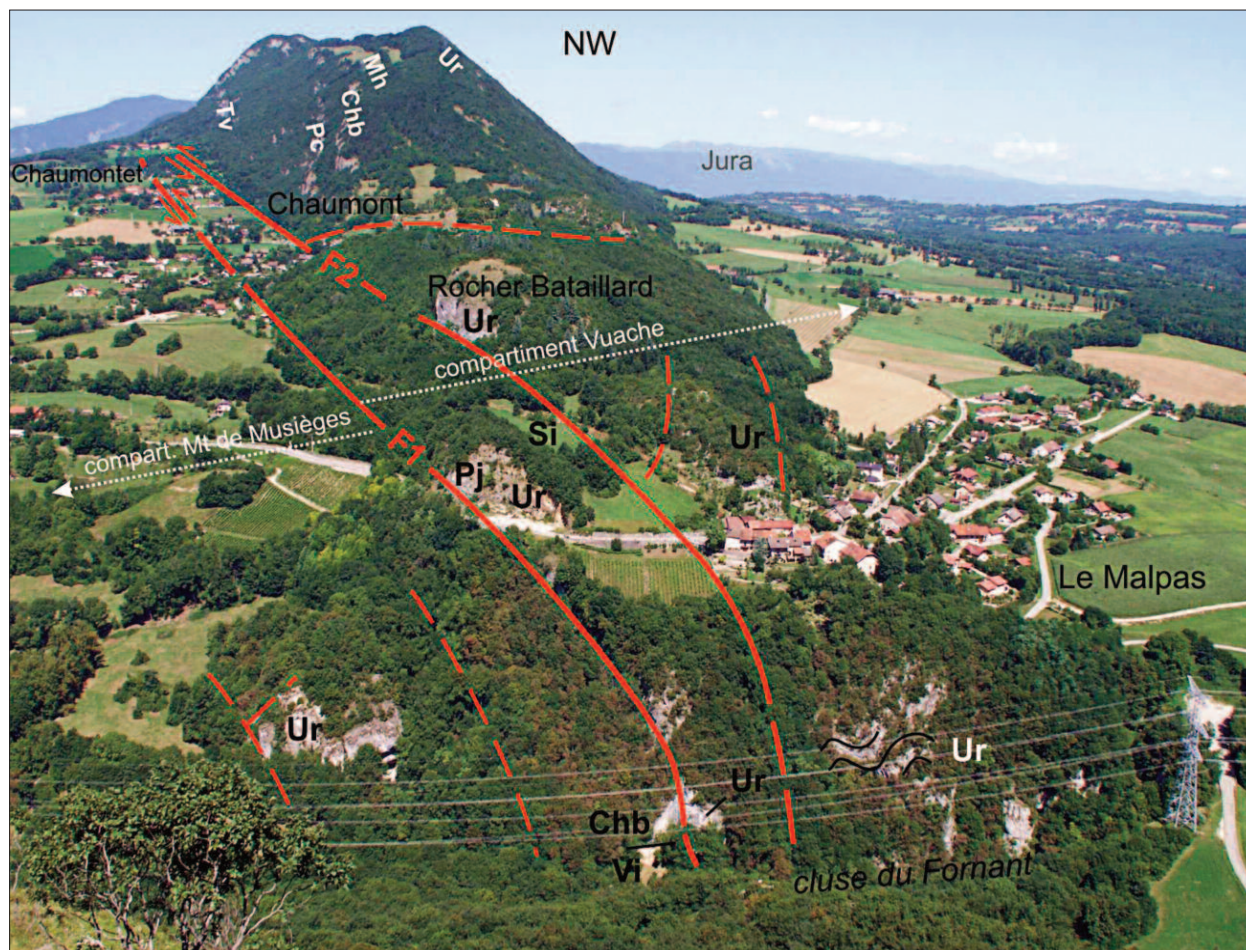 NW
Tv
Pc
Chb
Mh
Ur
Jura
Chaumontet
Chaumont
F2
Rocher Bataillard
Ur
compartiment Vuache
compart. Mt de Musièges
F1
Si
Ur
Pj
Ur
Le Malpas
Ur
Ur
Ur
Chb
Vi
cluse du Fornant